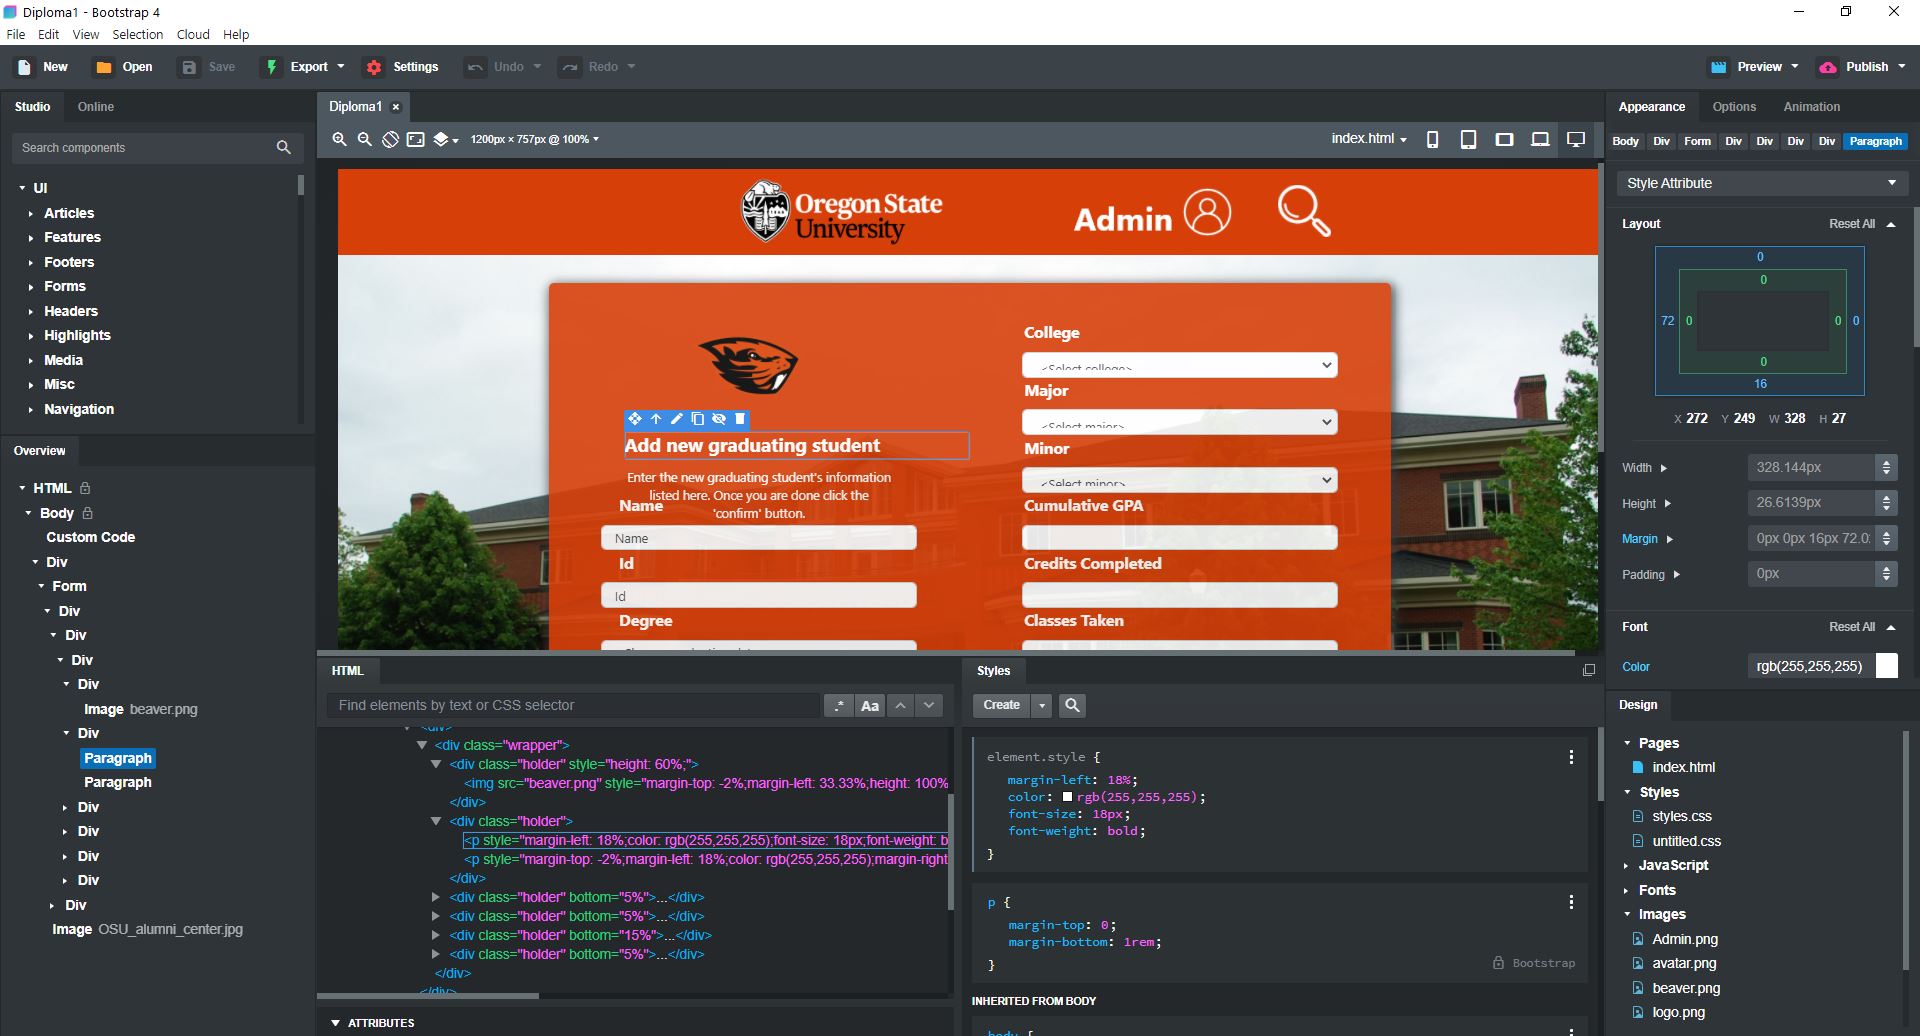 Diploma1 - Bootstrap 4
File Edit View Selection Cloud Help
New Open Save Export Settings Undo Redo Preview Publish
Studio Online
Search components
UI
Articles
Features
Footers
Forms
Headers
Highlights
Media
Misc
Navigation
Overview
HTML
Body
Custom Code
Div
Form
Div
Div
Div
Div
Image beaver.png
Div
Paragraph
Paragraph
Div
Div
Div
Div
Div
Image OSU_alumni_center.jpg
Diploma1
1200px × 757px @ 100%
index.html
Oregon State
University
Admin
Add new graduating student
Enter the new graduating student's information
listed here. Once you are done click the
'confirm' button.
Name
Name
Id
Id
Degree
College
<Select college>
Major
<Select major>
Minor
<Select minor>
Cumulative GPA
Credits Completed
Classes Taken
HTML
Find elements by text or CSS selector
.* Aa
<div>
<div class="wrapper">
<div class="holder" style="height: 60%;">
<img src="beaver.png" style="margin-top: -2%;margin-left: 33.33%;height: 100%
</div>
<div class="holder">
<p style="margin-left: 18%;color: rgb(255,255,255);font-size: 18px;font-weight: b
<p style="margin-top: -2%;margin-left: 18%;color: rgb(255,255,255);margin-right
</div>
<div class="holder" bottom="5%">...</div>
<div class="holder" bottom="5%">...</div>
<div class="holder" bottom="15%">...</div>
<div class="holder" bottom="5%">...</div>
</div>
</div>
ATTRIBUTES
Styles
Create
element.style {
margin-left: 18%;
color: rgb(255,255,255);
font-size: 18px;
font-weight: bold;
}
p {
margin-top: 0;
margin-bottom: 1rem;
}
Bootstrap
INHERITED FROM BODY
body {
Appearance Options Animation
Body Div Form Div Div Div Div Paragraph
Style Attribute
Layout Reset All
0
0
72 0 0 0
0
16
X 272 Y 249 W 328 H 27
Width 328.144px
Height 26.6139px
Margin 0px 0px 16px 72.0
Padding 0px
Font Reset All
Color rgb(255,255,255)
Design
Pages
index.html
Styles
styles.css
untitled.css
JavaScript
Fonts
Images
Admin.png
avatar.png
beaver.png
logo.png